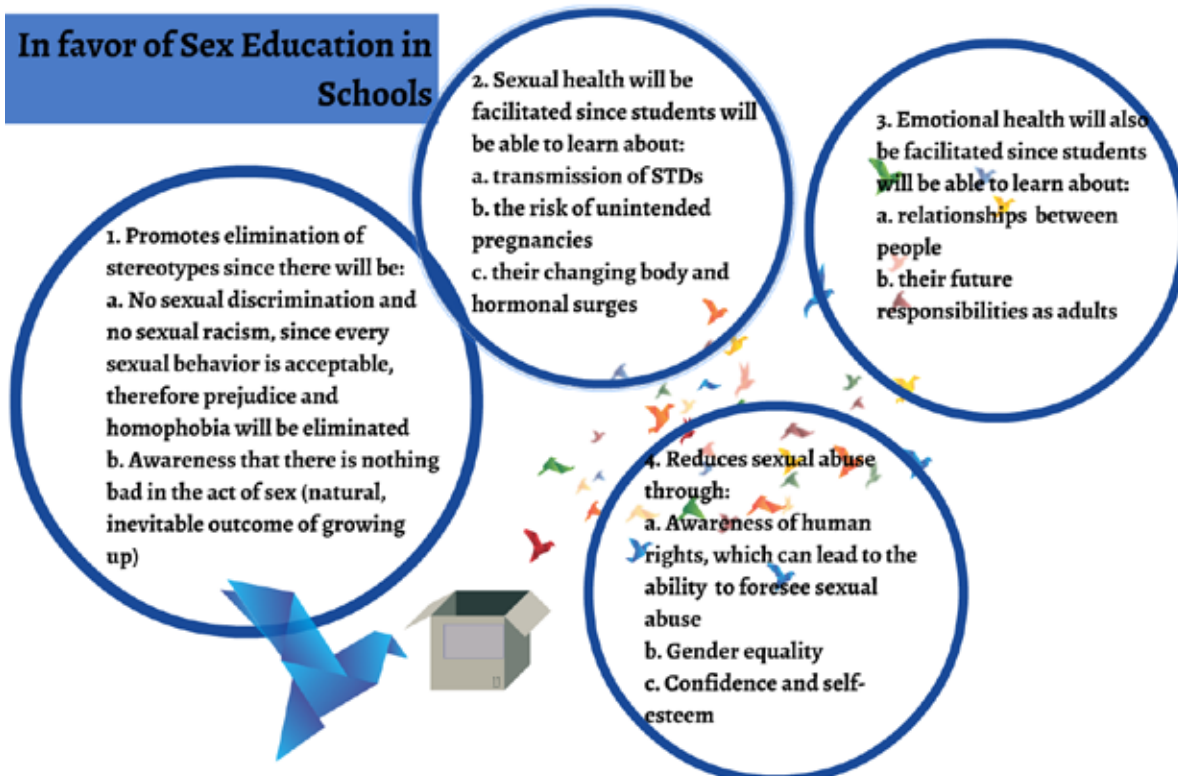 In favor of Sex Education in
Schools
1. Promotes elimination of
stereotypes since there will be:
a. No sexual discrimination and
no sexual racism, since every
sexual behavior is acceptable,
therefore prejudice and
homophobia will be eliminated
b. Awareness that there is nothing
bad in the act of sex (natural,
inevitable outcome of growing
up)
2. Sexual health will be
facilitated since students will
be able to learn about:
a. transmission of STDs
b. the risk of unintended
pregnancies
c. their changing body and
hormonal surges
3. Emotional health will also
be facilitated since students
will be able to learn about:
a. relationships between
people
b. their future
responsibilities as adults
4. Reduces sexual abuse
through:
a. Awareness of human
rights, which can lead to the
ability to foresee sexual
abuse
b. Gender equality
c. Confidence and self-
esteem